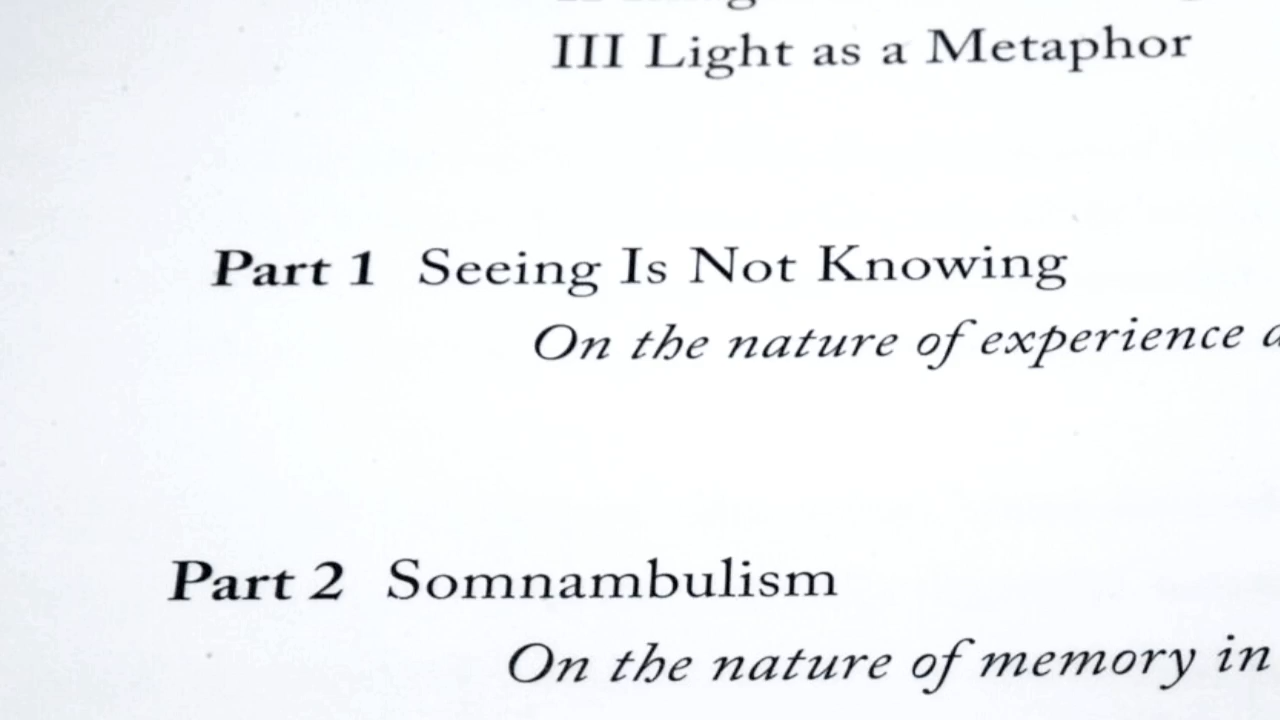 III Light as a Metaphor
Part 1 Seeing Is Not Knowing
On the nature of experience
Part 2 Somnambulism
On the nature of memory in